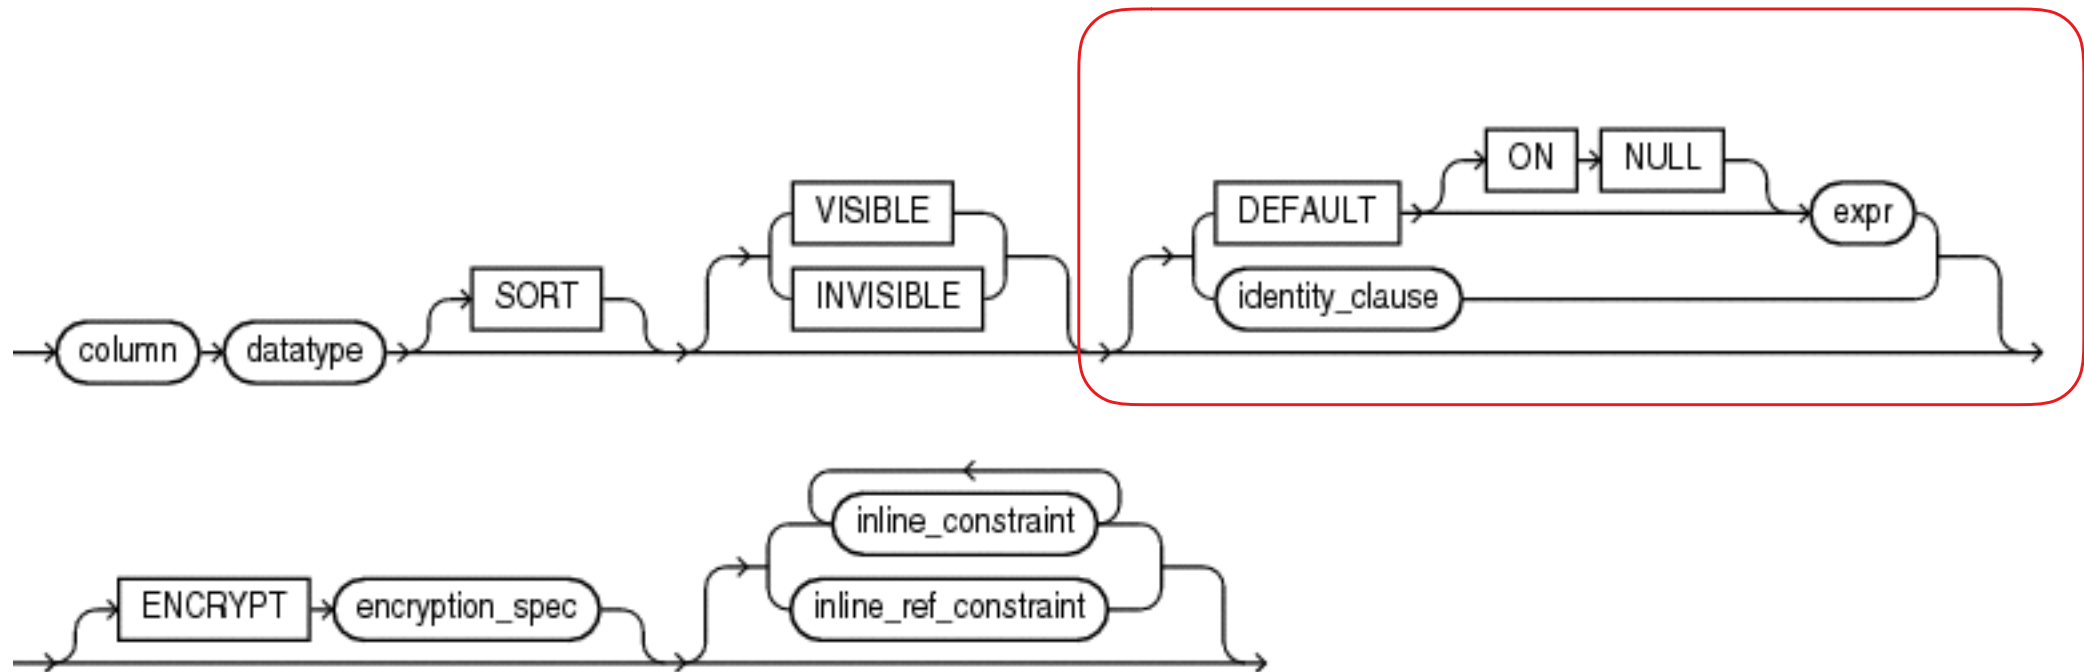 column datatype SORT VISIBLE INVISIBLE DEFAULT ON NULL expr identity_clause
ENCRYPT encryption_spec inline_constraint inline_ref_constraint